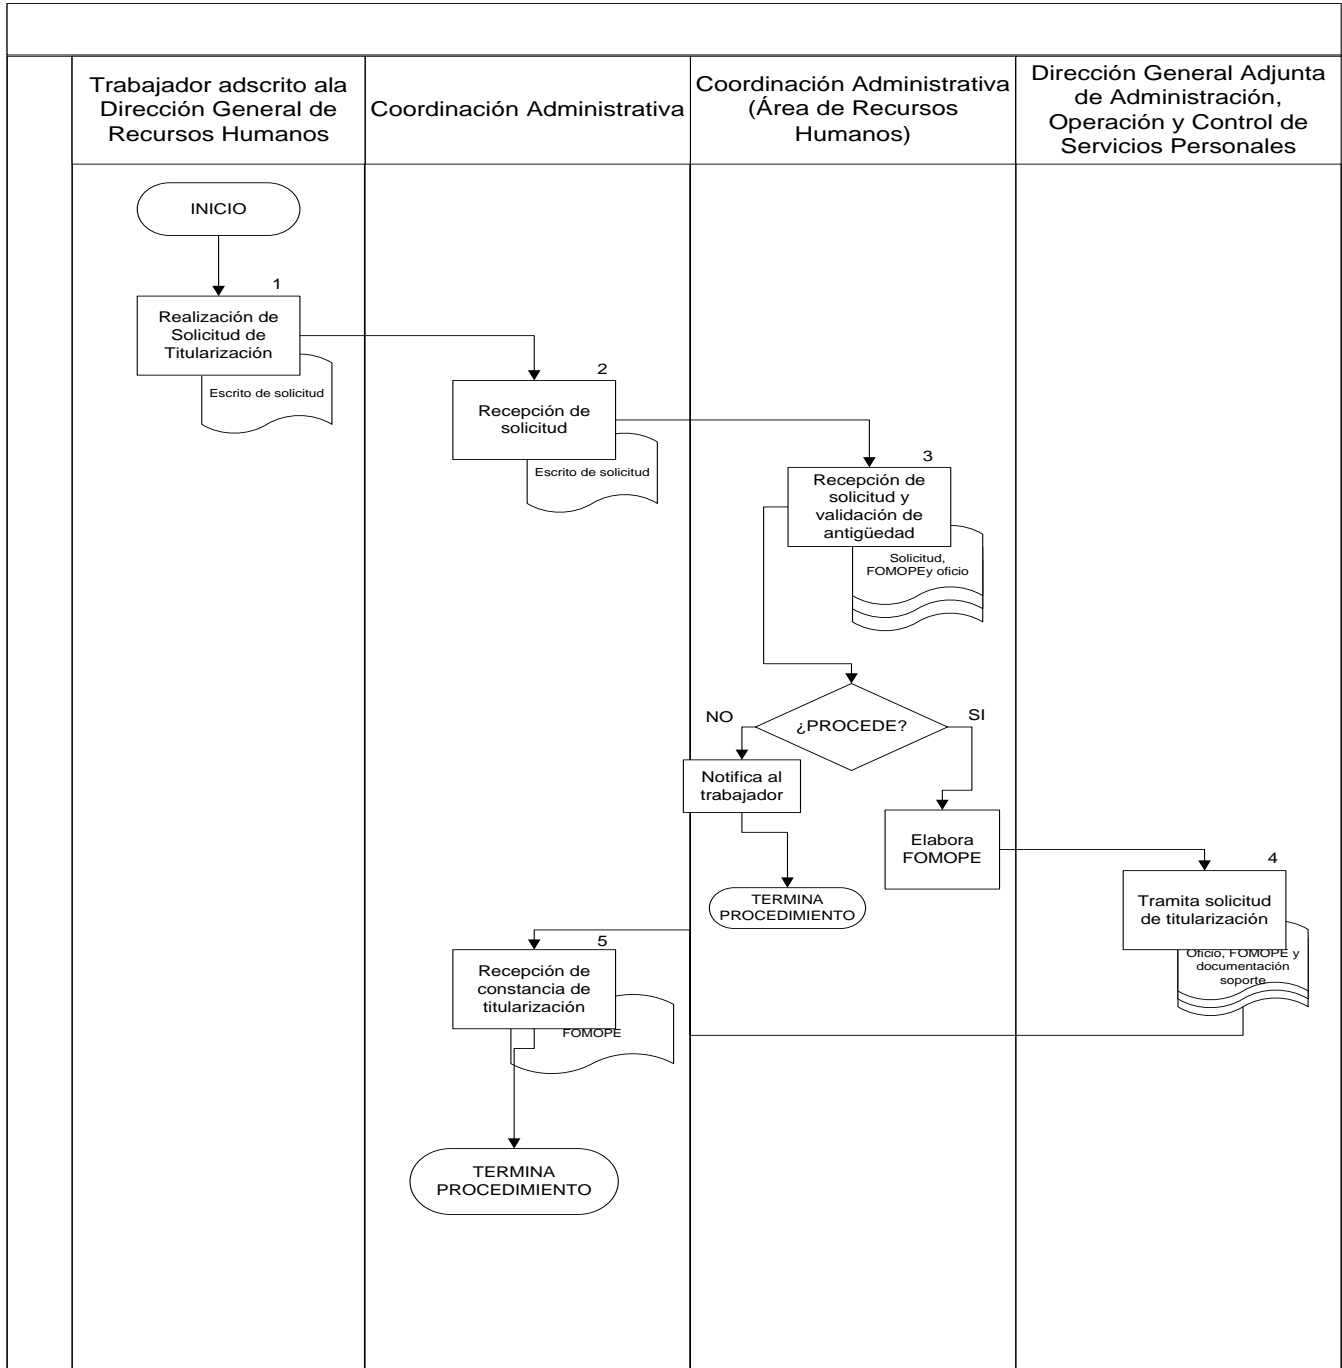 Trabajador adscrito ala
Dirección General de
Recursos Humanos
Coordinación Administrativa
Coordinación Administrativa
(Área de Recursos
Humanos)
Dirección General Adjunta
de Administración,
Operación y Control de
Servicios Personales
INICIO
1
Realización de
Solicitud de
Titularización
Escrito de solicitud
2
Recepción de
solicitud
Escrito de solicitud
3
Recepción de
solicitud y
validación de
antigüedad
Solicitud,
FOMOPEy oficio
¿PROCEDE?
NO
SI
Notifica al
trabajador
Elabora
FOMOPE
TERMINA
PROCEDIMIENTO
4
Tramita solicitud
de titularización
Oficio, FOMOPE y
documentación
soporte
5
Recepción de
constancia de
titularización
FOMOPE
TERMINA
PROCEDIMIENTO